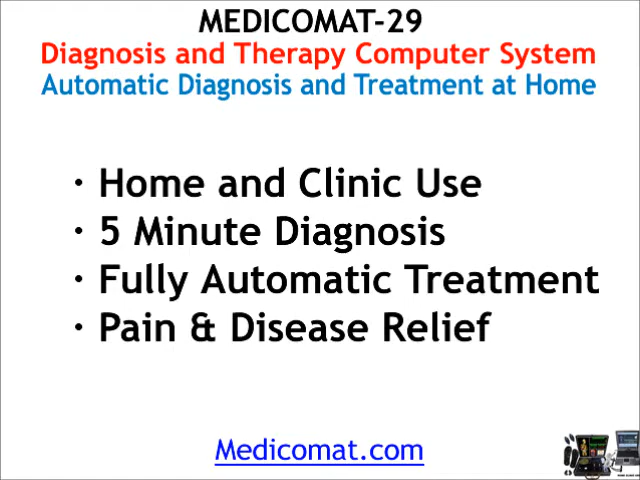 MEDICOMAT-29
Diagnosis and Therapy Computer System
Automatic Diagnosis and Treatment at Home
· Home and Clinic Use
· 5 Minute Diagnosis
· Fully Automatic Treatment
· Pain & Disease Relief
Medicomat.com